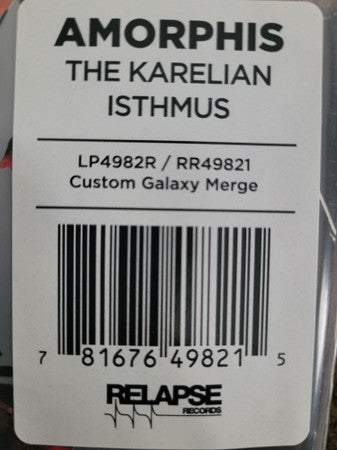 AMORPHIS
THE KARELIAN
ISTHMUS
LP4982R / RR49821
Custom Galaxy Merge
7 81676 49821 5
RELAPSE
RECORDS